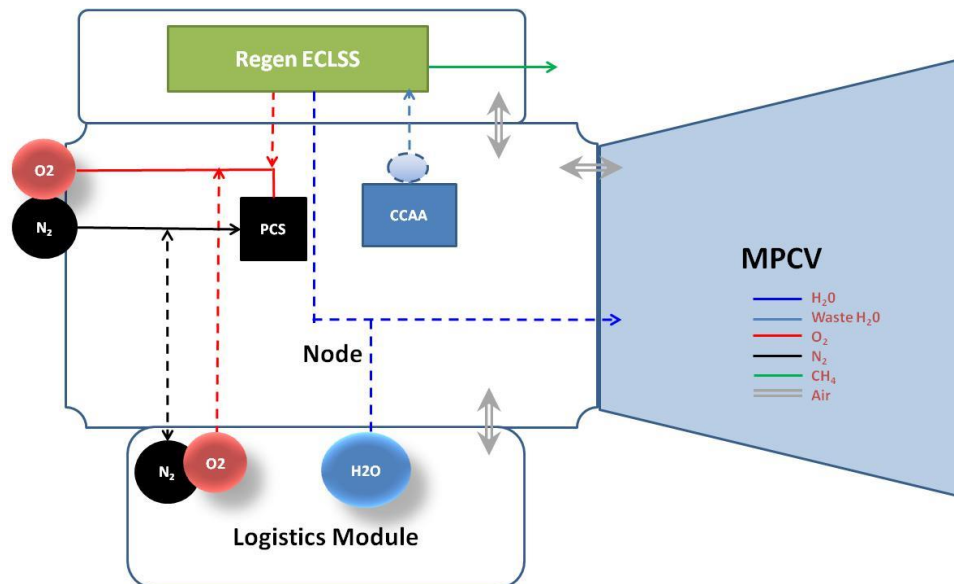 Regen ECLSS
O2
N₂
PCS
CCAA
MPCV
H₂0
Waste H₂0
O₂
N₂
CH₄
Air
Node
N₂
O2
H2O
Logistics Module